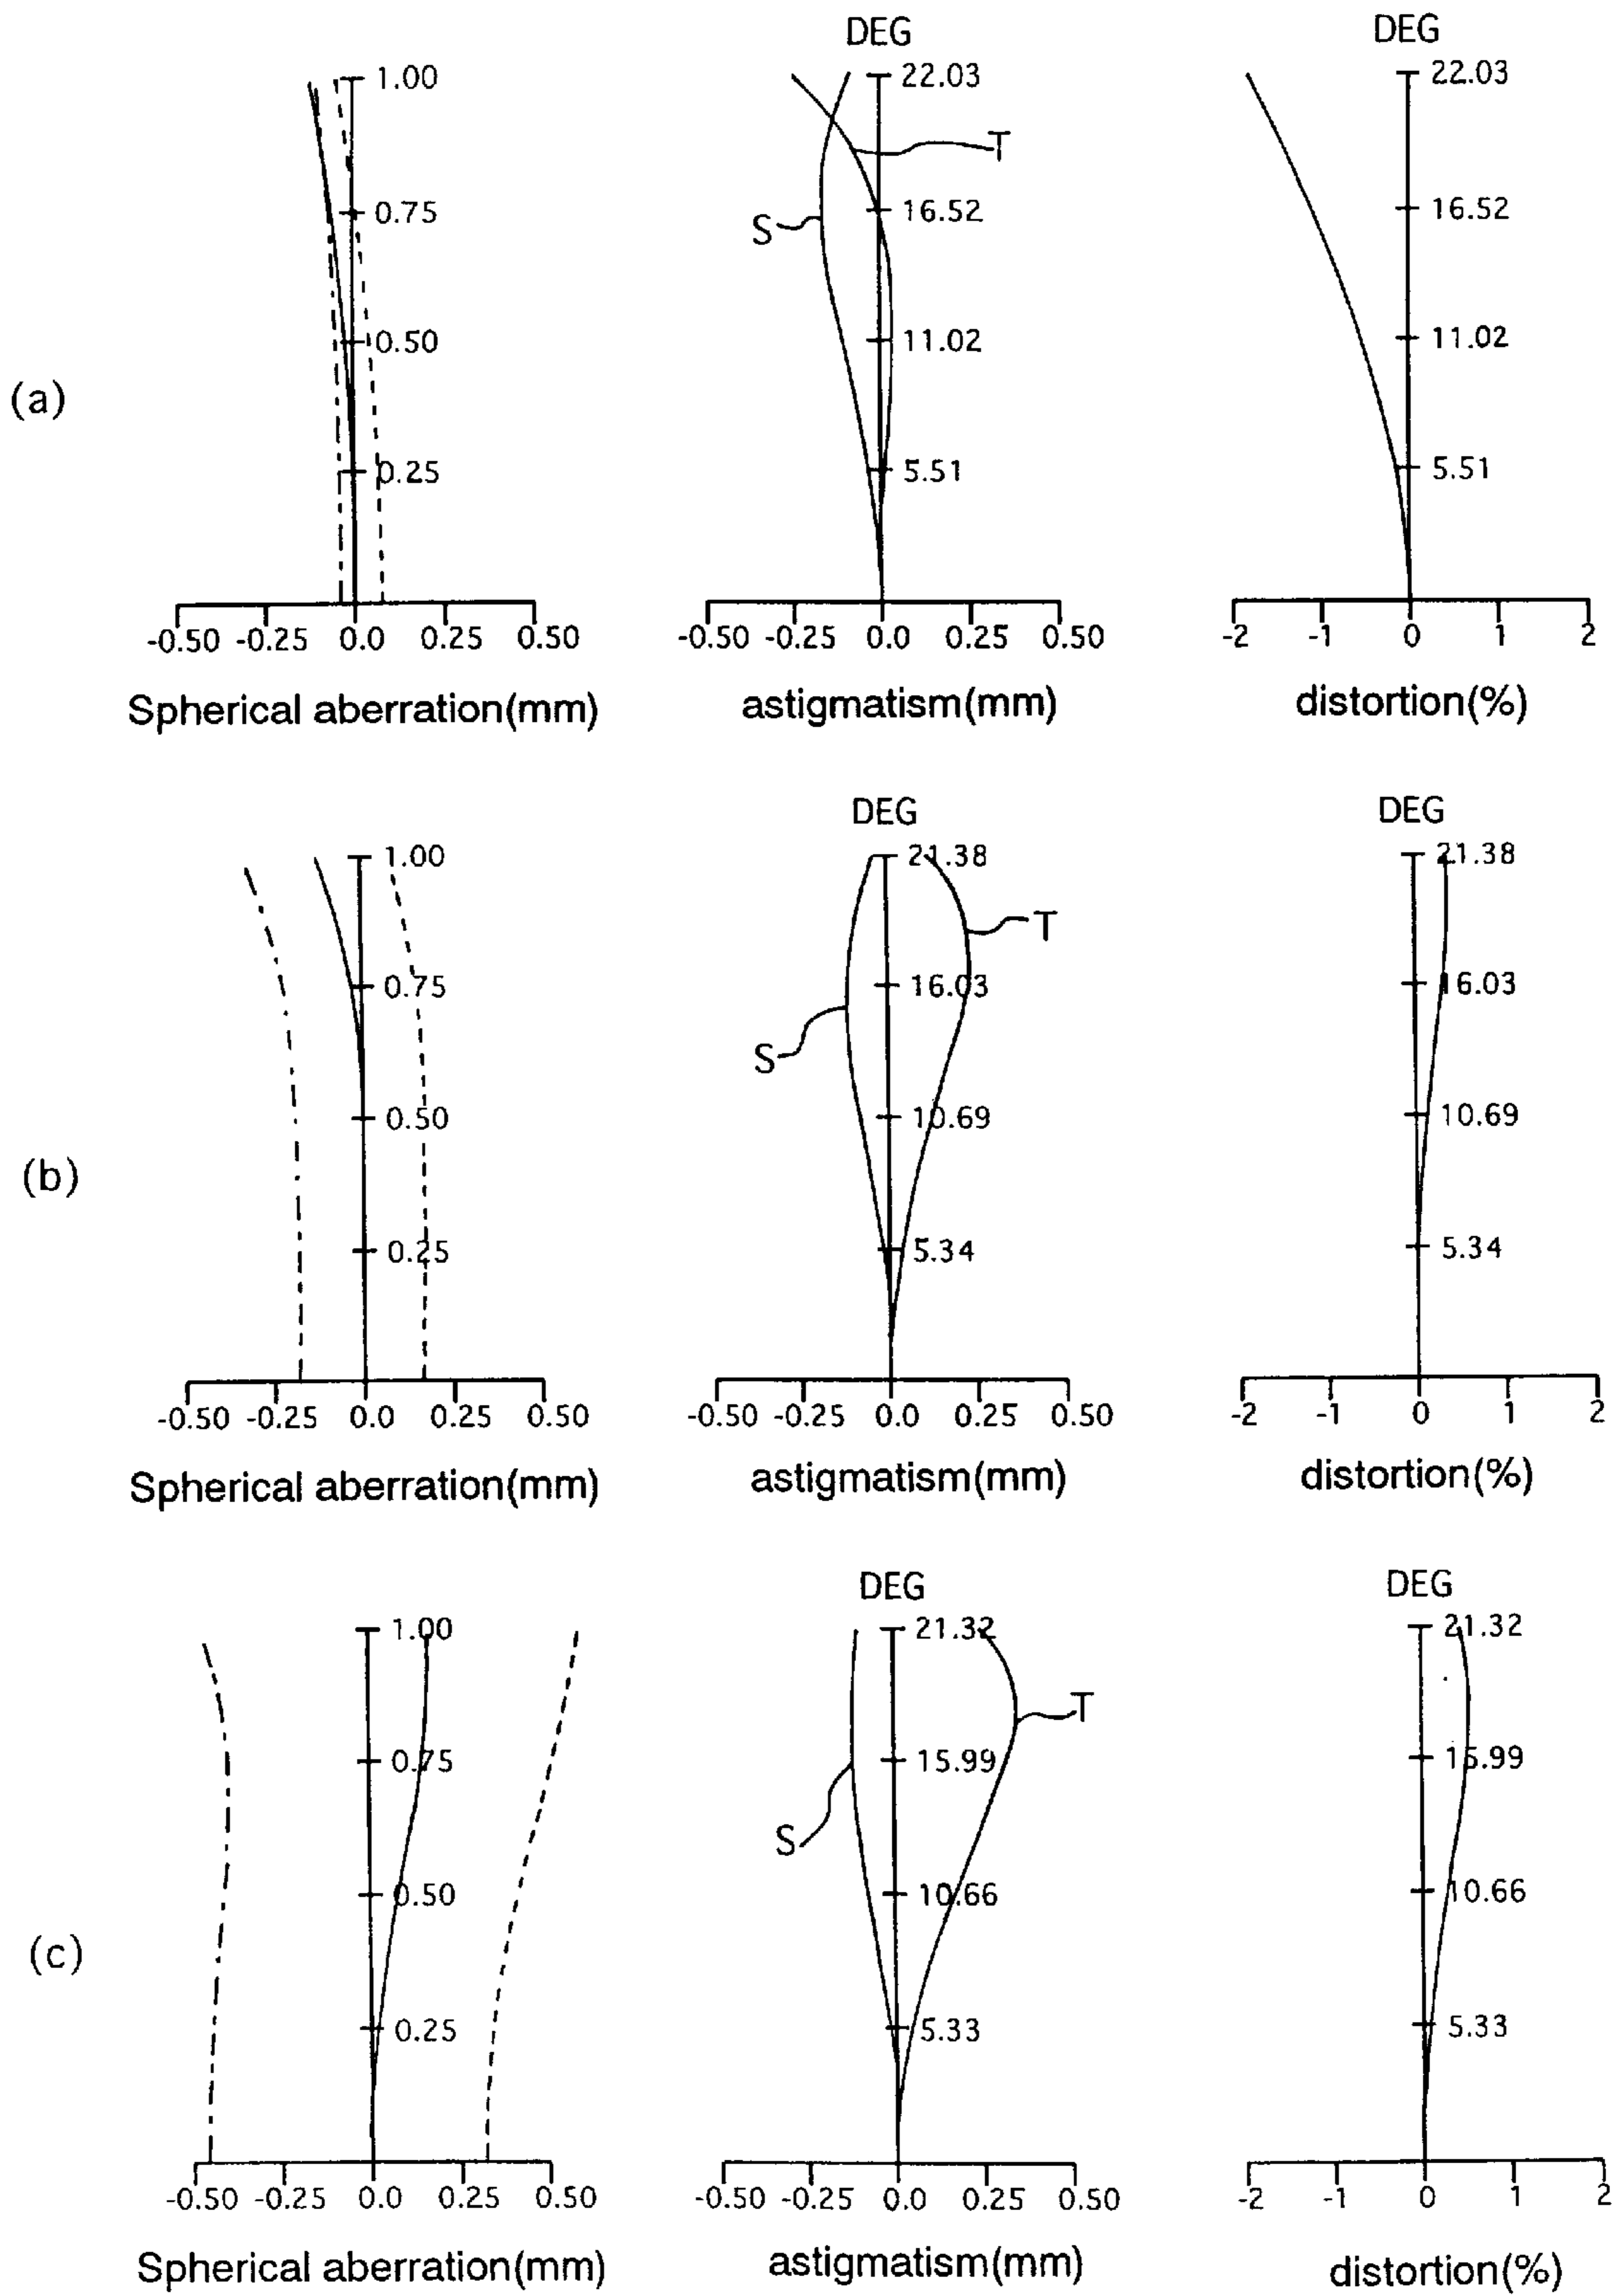 (a)
1.00
0.75
0.50
0.25
-0.50 -0.25 0.0 0.25 0.50
Spherical aberration(mm)
DEG
22.03
T
16.52
S
11.02
5.51
-0.50 -0.25 0.0 0.25 0.50
astigmatism(mm)
DEG
22.03
16.52
11.02
5.51
-2 -1 0 1 2
distortion(%)
(b)
1.00
0.75
0.50
0.25
-0.50 -0.25 0.0 0.25 0.50
Spherical aberration(mm)
DEG
21.38
T
16.03
S
10.69
5.34
-0.50 -0.25 0.0 0.25 0.50
astigmatism(mm)
DEG
21.38
16.03
10.69
5.34
-2 -1 0 1 2
distortion(%)
(c)
1.00
0.75
0.50
0.25
-0.50 -0.25 0.0 0.25 0.50
Spherical aberration(mm)
DEG
21.32
T
15.99
S
10.66
5.33
-0.50 -0.25 0.0 0.25 0.50
astigmatism(mm)
DEG
21.32
15.99
10.66
5.33
-2 -1 0 1 2
distortion(%)